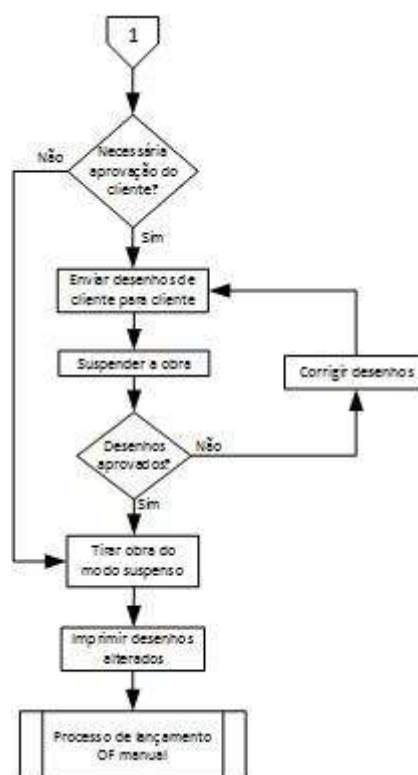 1
Necessária
aprovação do
cliente?
Não
Sim
Enviar desenhos de
cliente para cliente
Suspender a obra
Corrigir desenhos
Desenhos
aprovados?
Não
Sim
Tirar obra do
modo suspenso
Imprimir desenhos
alterados
Processo de lançamento
OF manual